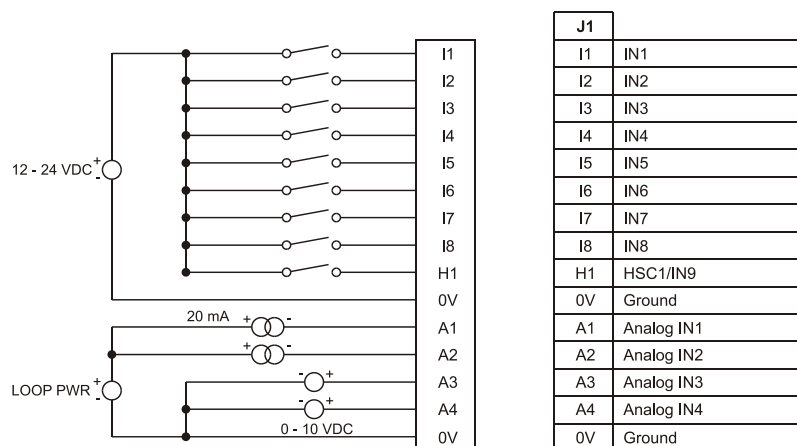 12 - 24 VDC
+
-
I1
I2
I3
I4
I5
I6
I7
I8
H1
0V
20 mA
+ -
A1
+ -
A2
LOOP PWR
+
-
- +
A3
- +
A4
0 - 10 VDC
0V
J1
I1 IN1
I2 IN2
I3 IN3
I4 IN4
I5 IN5
I6 IN6
I7 IN7
I8 IN8
H1 HSC1/IN9
0V Ground
A1 Analog IN1
A2 Analog IN2
A3 Analog IN3
A4 Analog IN4
0V Ground